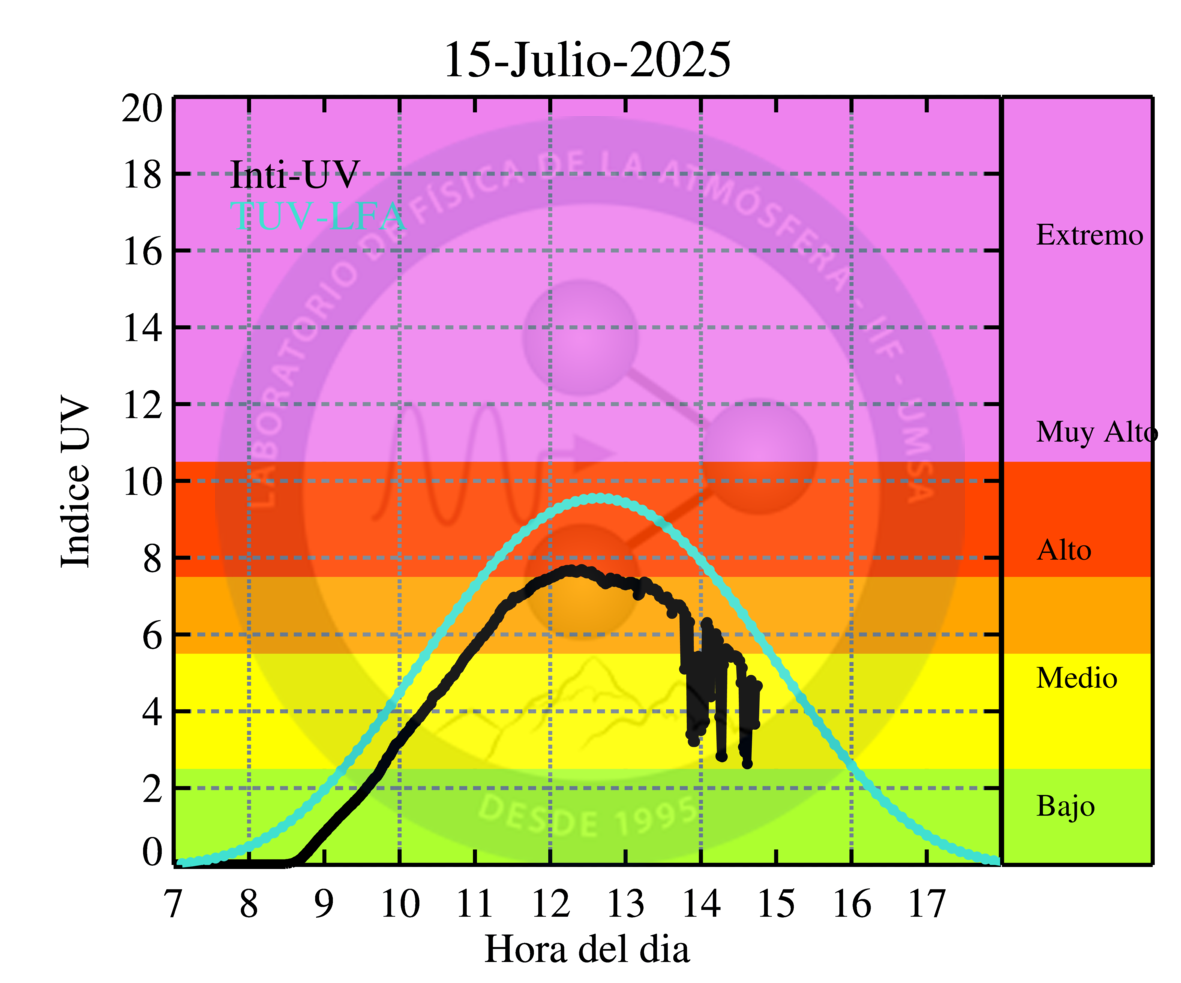 15-Julio-2025
20
18
16
14
12
10
8
6
4
2
0
Indice UV
Inti-UV
TUV-LFA
LABORATORIO DE FÍSICA DE LA ATMÓSFERA - IIF - UMSA
DESDE 1995
Extremo
Muy Alto
Alto
Medio
Bajo
7 8 9 10 11 12 13 14 15 16 17
Hora del dia